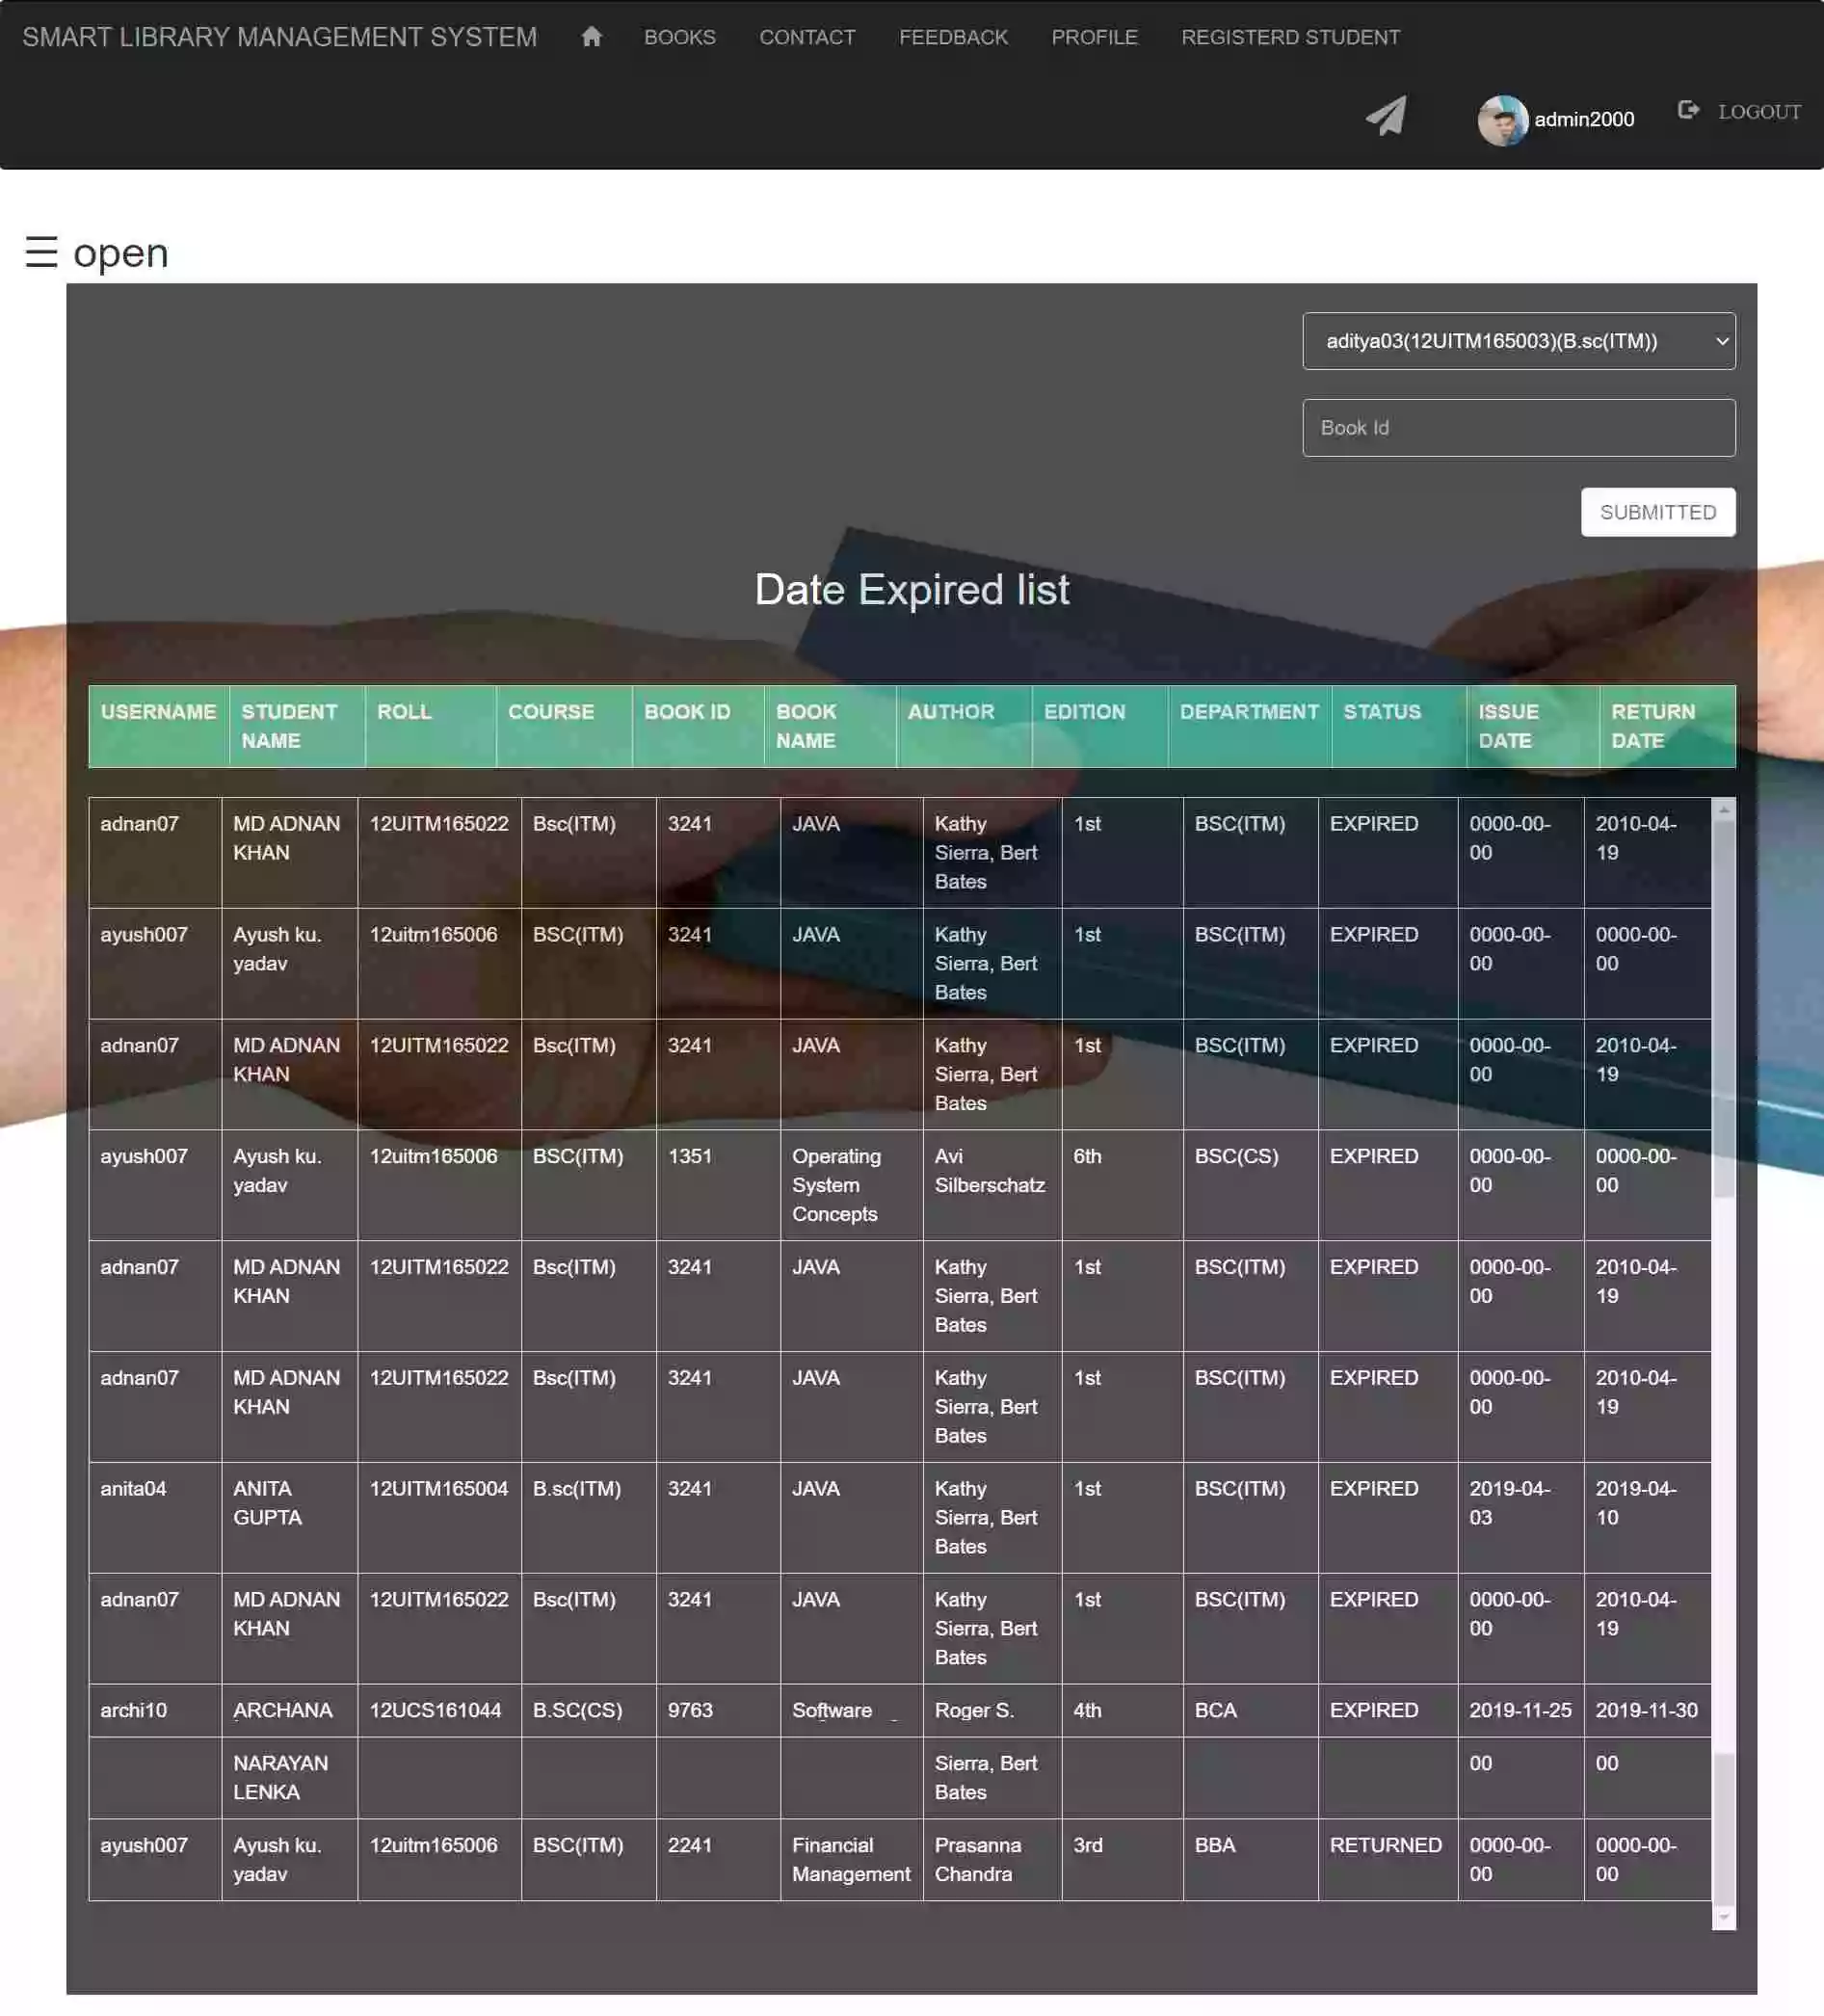 SMART LIBRARY MANAGEMENT SYSTEM BOOKS CONTACT FEEDBACK PROFILE REGISTERD STUDENT
admin2000 LOGOUT
☰ open
aditya03(12UITM165003)(B.sc(ITM))
Book Id
SUBMITTED
Date Expired list
USERNAME STUDENT ROLL COURSE BOOK ID BOOK AUTHOR EDITION DEPARTMENT STATUS ISSUE RETURN
NAME NAME DATE DATE
adnan07 MD ADNAN 12UITM165022 Bsc(ITM) 3241 JAVA Kathy 1st BSC(ITM) EXPIRED 0000-00- 2010-04-
KHAN Sierra, Bert 00 19
Bates
ayush007 Ayush ku. 12uitm165006 BSC(ITM) 3241 JAVA Kathy 1st BSC(ITM) EXPIRED 0000-00- 0000-00-
yadav Sierra, Bert 00 00
Bates
adnan07 MD ADNAN 12UITM165022 Bsc(ITM) 3241 JAVA Kathy 1st BSC(ITM) EXPIRED 0000-00- 2010-04-
KHAN Sierra, Bert 00 19
Bates
ayush007 Ayush ku. 12uitm165006 BSC(ITM) 1351 Operating Avi 6th BSC(CS) EXPIRED 0000-00- 0000-00-
yadav System Silberschatz 00 00
Concepts
adnan07 MD ADNAN 12UITM165022 Bsc(ITM) 3241 JAVA Kathy 1st BSC(ITM) EXPIRED 0000-00- 2010-04-
KHAN Sierra, Bert 00 19
Bates
adnan07 MD ADNAN 12UITM165022 Bsc(ITM) 3241 JAVA Kathy 1st BSC(ITM) EXPIRED 0000-00- 2010-04-
KHAN Sierra, Bert 00 19
Bates
anita04 ANITA 12UITM165004 B.sc(ITM) 3241 JAVA Kathy 1st BSC(ITM) EXPIRED 2019-04- 2019-04-
GUPTA Sierra, Bert 03 10
Bates
adnan07 MD ADNAN 12UITM165022 Bsc(ITM) 3241 JAVA Kathy 1st BSC(ITM) EXPIRED 0000-00- 2010-04-
KHAN Sierra, Bert 00 19
Bates
archi10 ARCHANA 12UCS161044 B.SC(CS) 9763 Software Roger S. 4th BCA EXPIRED 2019-11-25 2019-11-30
NARAYAN Sierra, Bert 00 00
LENKA Bates
ayush007 Ayush ku. 12uitm165006 BSC(ITM) 2241 Financial Prasanna 3rd BBA RETURNED 0000-00- 0000-00-
yadav Management Chandra 00 00